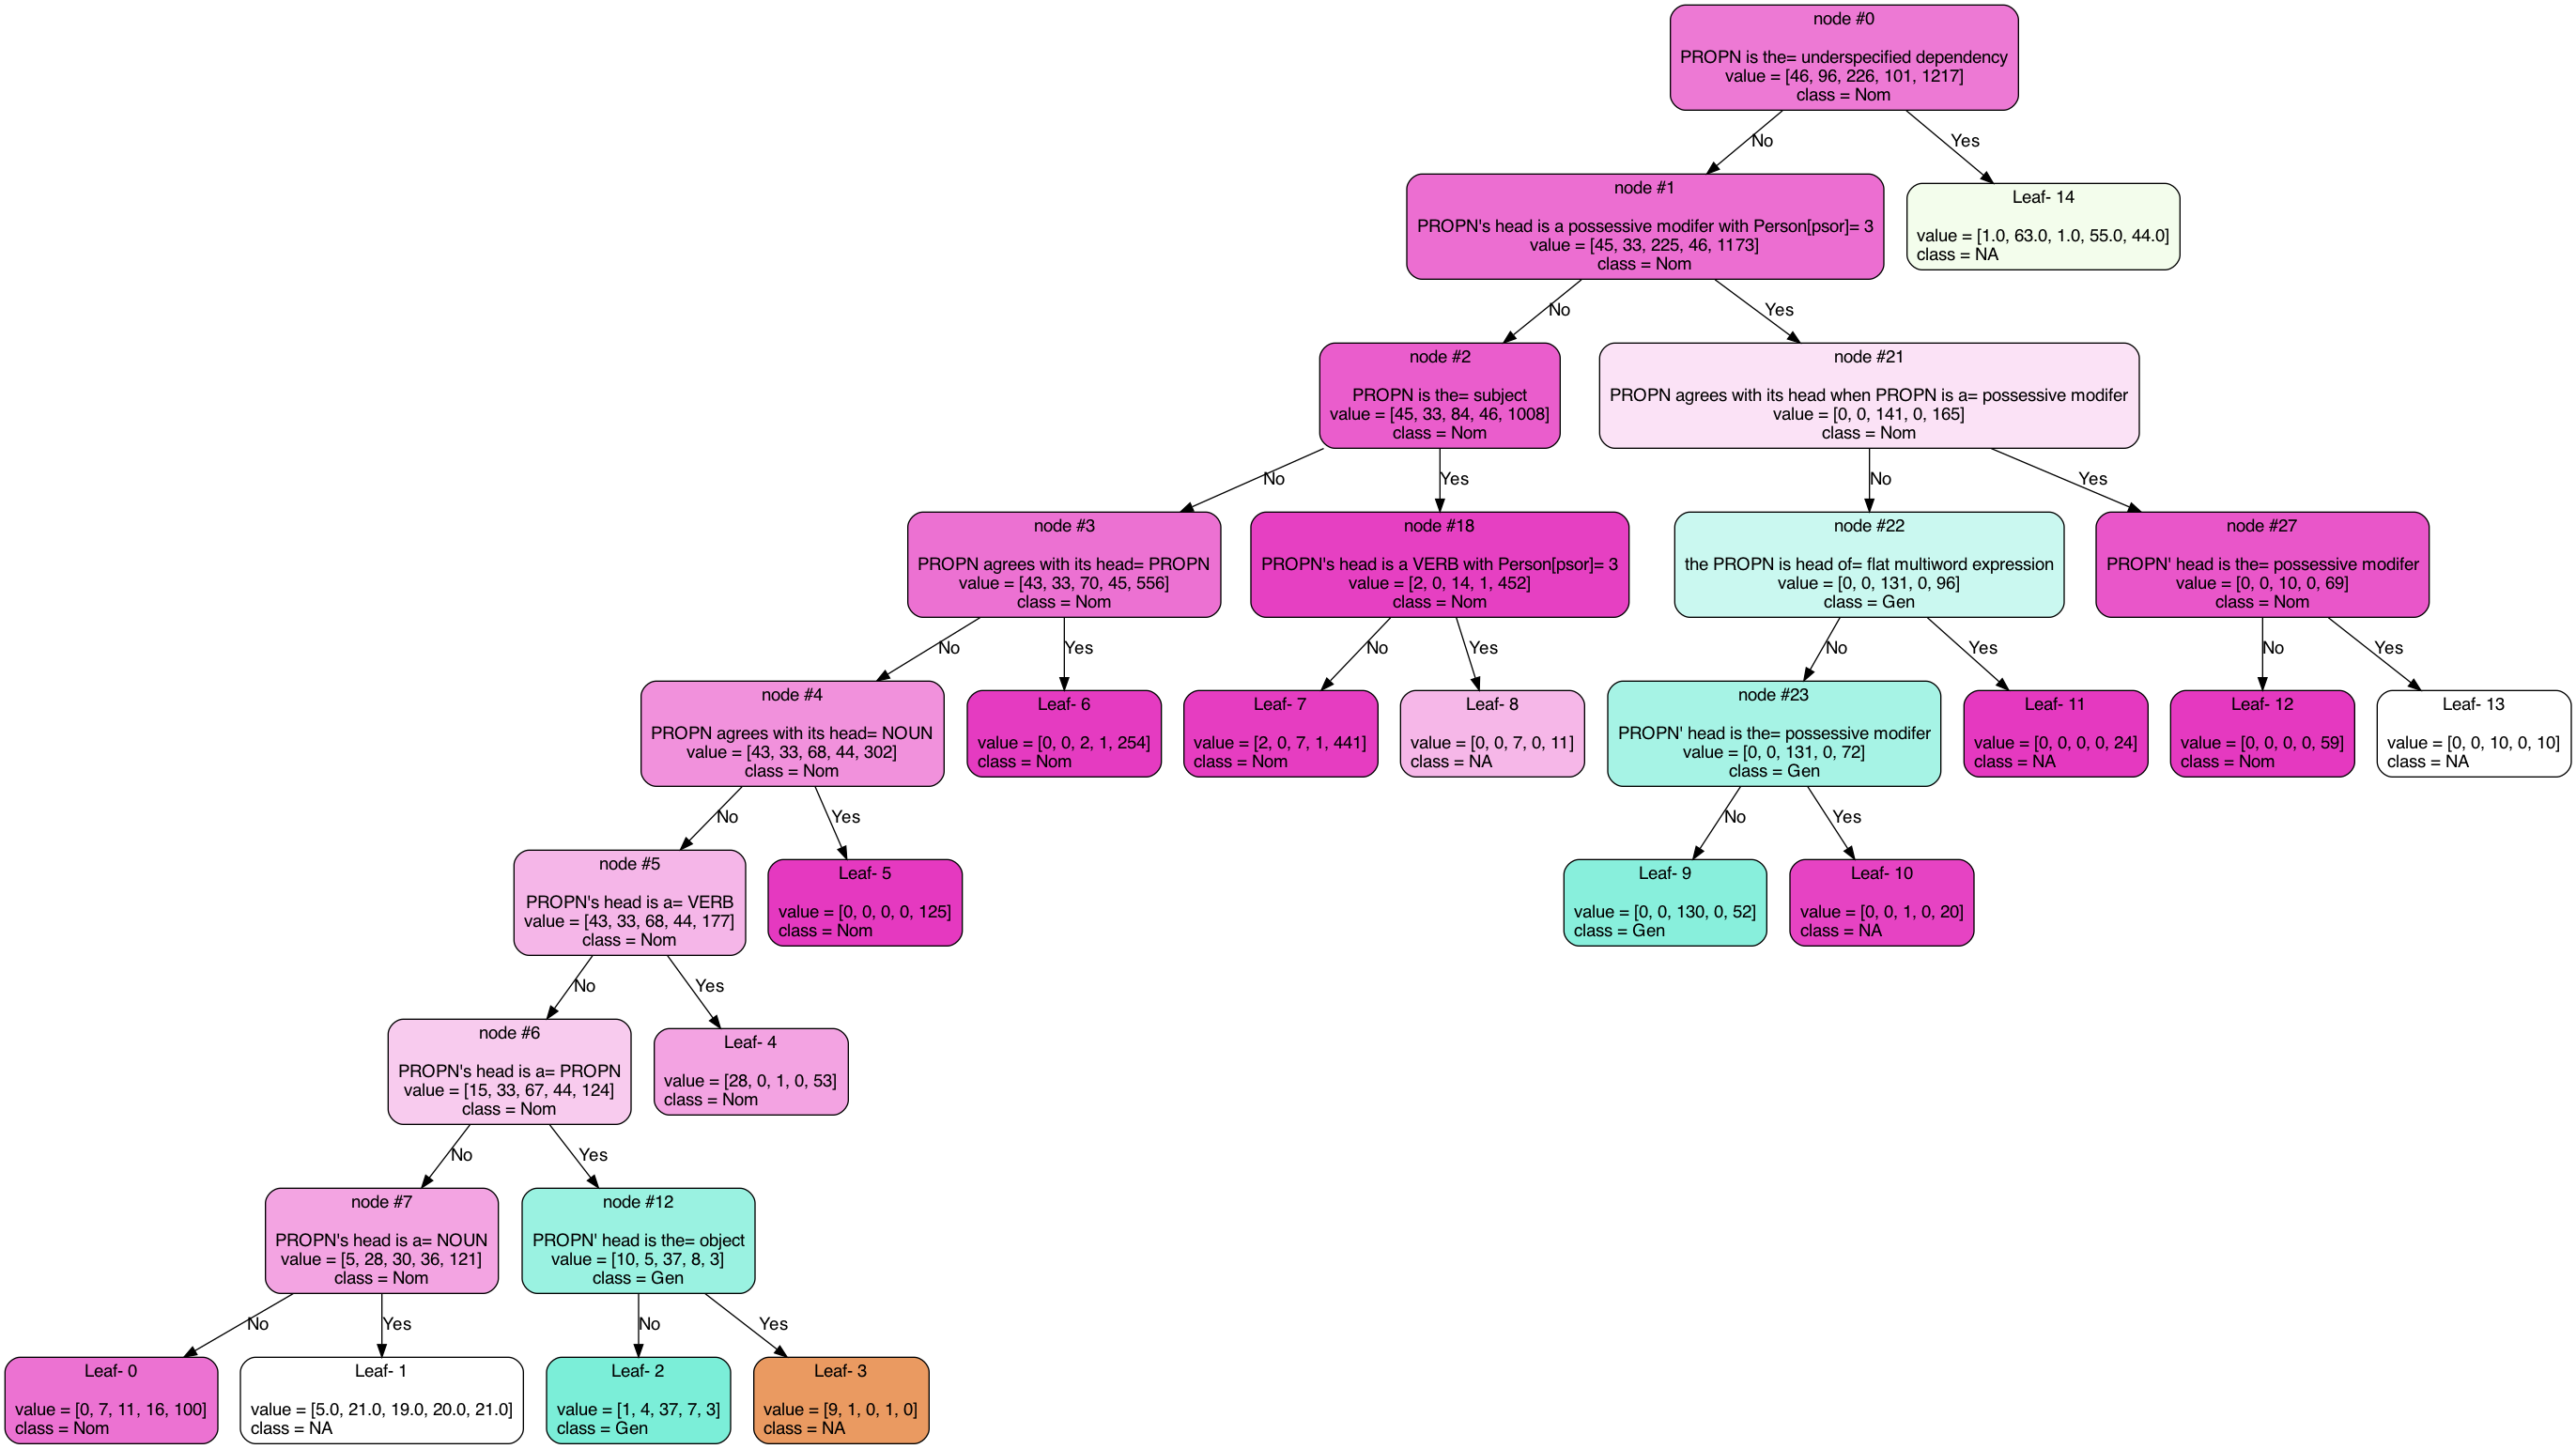 node #0
PROPN is the= underspecified dependency
value = [46, 96, 226, 101, 1217]
class = Nom
No
Yes
node #1
PROPN's head is a possessive modifer with Person[psor]= 3
value = [45, 33, 225, 46, 1173]
class = Nom
Leaf- 14
value = [1.0, 63.0, 1.0, 55.0, 44.0]
class = NA
No
Yes
node #2
PROPN is the= subject
value = [45, 33, 84, 46, 1008]
class = Nom
node #21
PROPN agrees with its head when PROPN is a= possessive modifer
value = [0, 0, 141, 0, 165]
class = Nom
No
Yes
No
Yes
node #3
PROPN agrees with its head= PROPN
value = [43, 33, 70, 45, 556]
class = Nom
node #18
PROPN's head is a VERB with Person[psor]= 3
value = [2, 0, 14, 1, 452]
class = Nom
node #22
the PROPN is head of= flat multiword expression
value = [0, 0, 131, 0, 96]
class = Gen
node #27
PROPN' head is the= possessive modifer
value = [0, 0, 10, 0, 69]
class = Nom
No
Yes
No
Yes
No
Yes
No
Yes
node #4
PROPN agrees with its head= NOUN
value = [43, 33, 68, 44, 302]
class = Nom
Leaf- 6
value = [0, 0, 2, 1, 254]
class = Nom
Leaf- 7
value = [2, 0, 7, 1, 441]
class = Nom
Leaf- 8
value = [0, 0, 7, 0, 11]
class = NA
node #23
PROPN' head is the= possessive modifer
value = [0, 0, 131, 0, 72]
class = Gen
Leaf- 11
value = [0, 0, 0, 0, 24]
class = NA
Leaf- 12
value = [0, 0, 0, 0, 59]
class = Nom
Leaf- 13
value = [0, 0, 10, 0, 10]
class = NA
No
Yes
No
Yes
node #5
PROPN's head is a= VERB
value = [43, 33, 68, 44, 177]
class = Nom
Leaf- 5
value = [0, 0, 0, 0, 125]
class = Nom
Leaf- 9
value = [0, 0, 130, 0, 52]
class = Gen
Leaf- 10
value = [0, 0, 1, 0, 20]
class = NA
No
Yes
node #6
PROPN's head is a= PROPN
value = [15, 33, 67, 44, 124]
class = Nom
Leaf- 4
value = [28, 0, 1, 0, 53]
class = Nom
No
Yes
node #7
PROPN's head is a= NOUN
value = [5, 28, 30, 36, 121]
class = Nom
node #12
PROPN' head is the= object
value = [10, 5, 37, 8, 3]
class = Gen
No
Yes
No
Yes
Leaf- 0
value = [0, 7, 11, 16, 100]
class = Nom
Leaf- 1
value = [5.0, 21.0, 19.0, 20.0, 21.0]
class = NA
Leaf- 2
value = [1, 4, 37, 7, 3]
class = Gen
Leaf- 3
value = [9, 1, 0, 1, 0]
class = NA